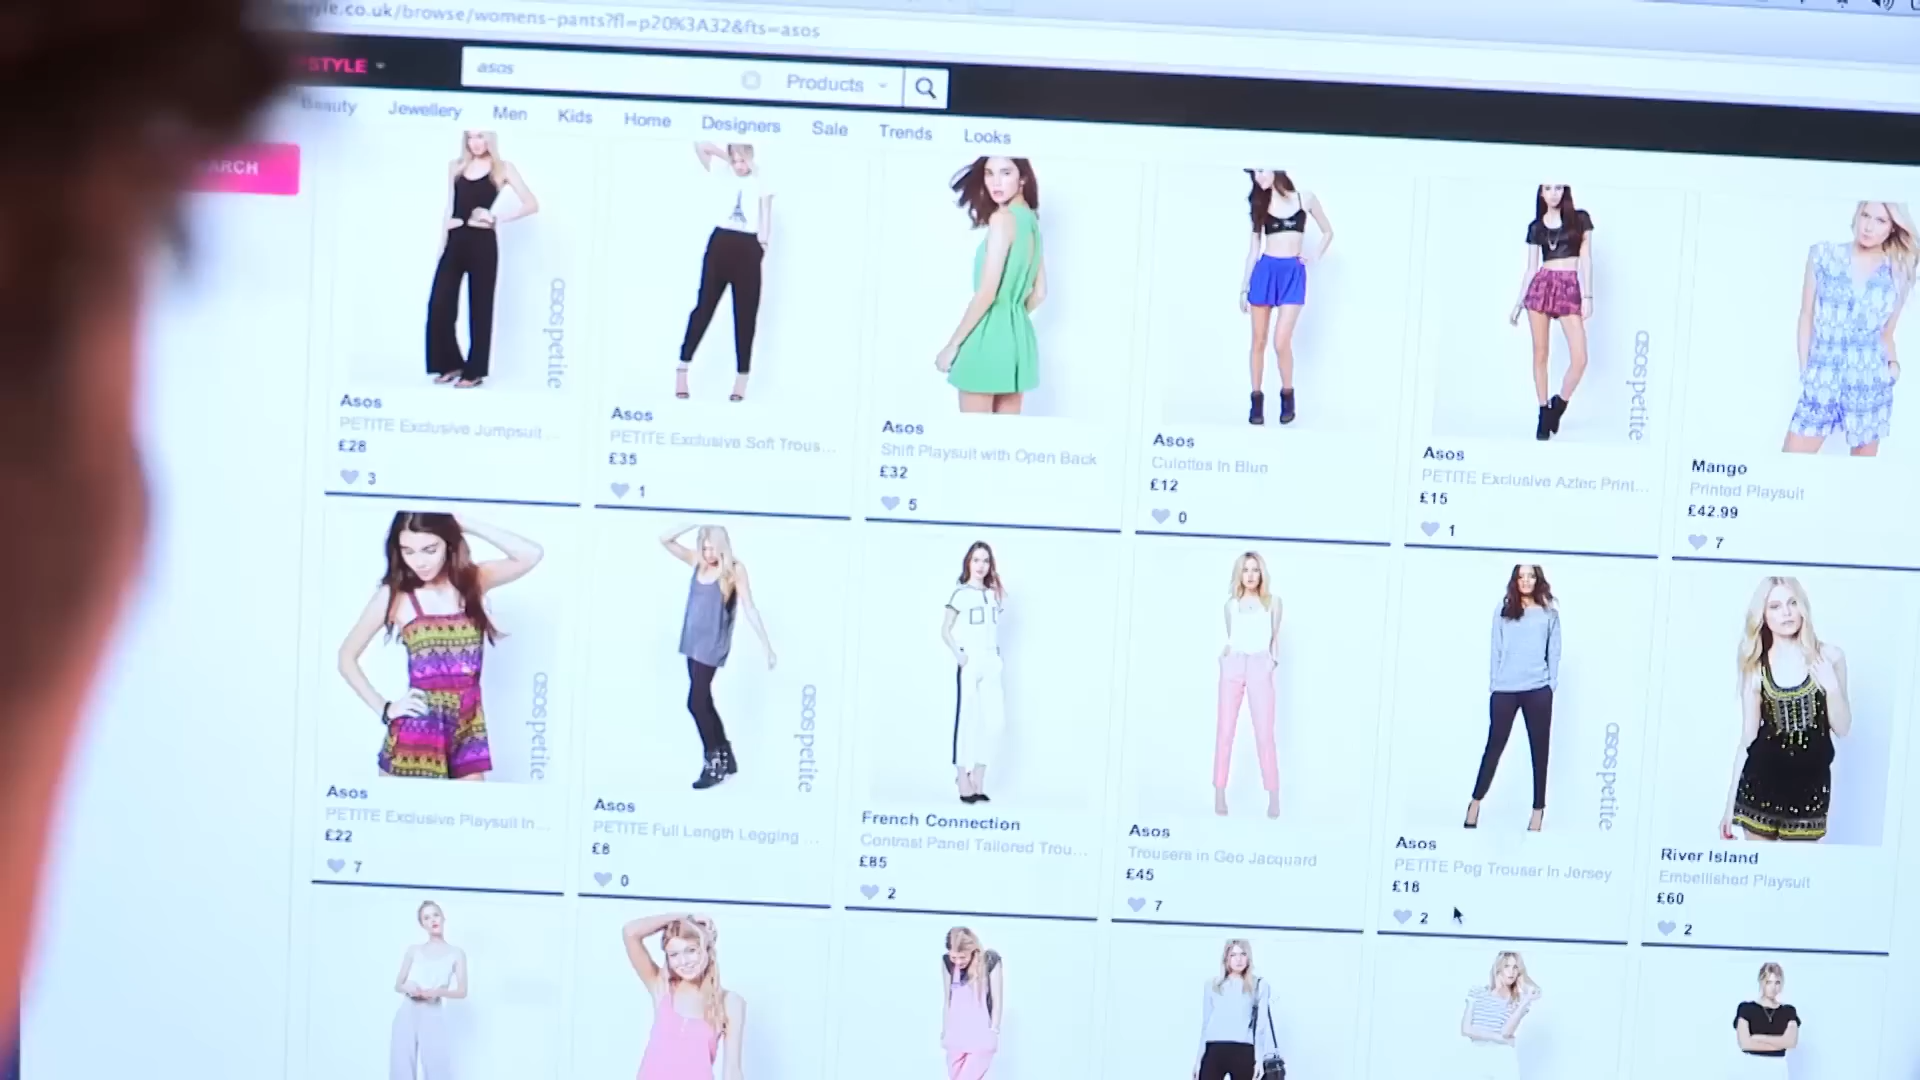 style.co.uk/browse/womens-pants?fl=p20%3A32&fts=asos
STYLE
asos
Products
Beauty Jewellery Men Kids Home Designers Sale Trends Looks
ARCH
asos petite
asos petite
Asos
PETITE Exclusive Jumpsuit ...
£28
3
Asos
PETITE Exclusive Soft Trous...
£35
1
Asos
Shift Playsuit with Open Back
£32
5
Asos
Culottes In Blue
£12
0
Asos
PETITE Exclusive Aztec Print...
£15
1
Mango
Printed Playsuit
£42.99
7
asos petite
asos petite
asos petite
Asos
PETITE Exclusive Playsuit In...
£22
7
Asos
PETITE Full Length Legging ...
£8
0
French Connection
Contrast Panel Tailored Trou...
£85
2
Asos
Trousers in Geo Jacquard
£45
7
Asos
PETITE Peg Trouser In Jersey
£18
2
River Island
Embellished Playsuit
£60
2